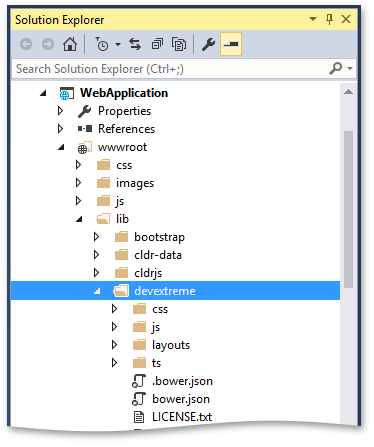 Solution Explorer
Search Solution Explorer (Ctrl+;)
WebApplication
Properties
References
wwwroot
css
images
js
lib
bootstrap
cldr-data
cldrjs
devextreme
css
js
layouts
ts
.bower.json
bower.json
LICENSE.txt